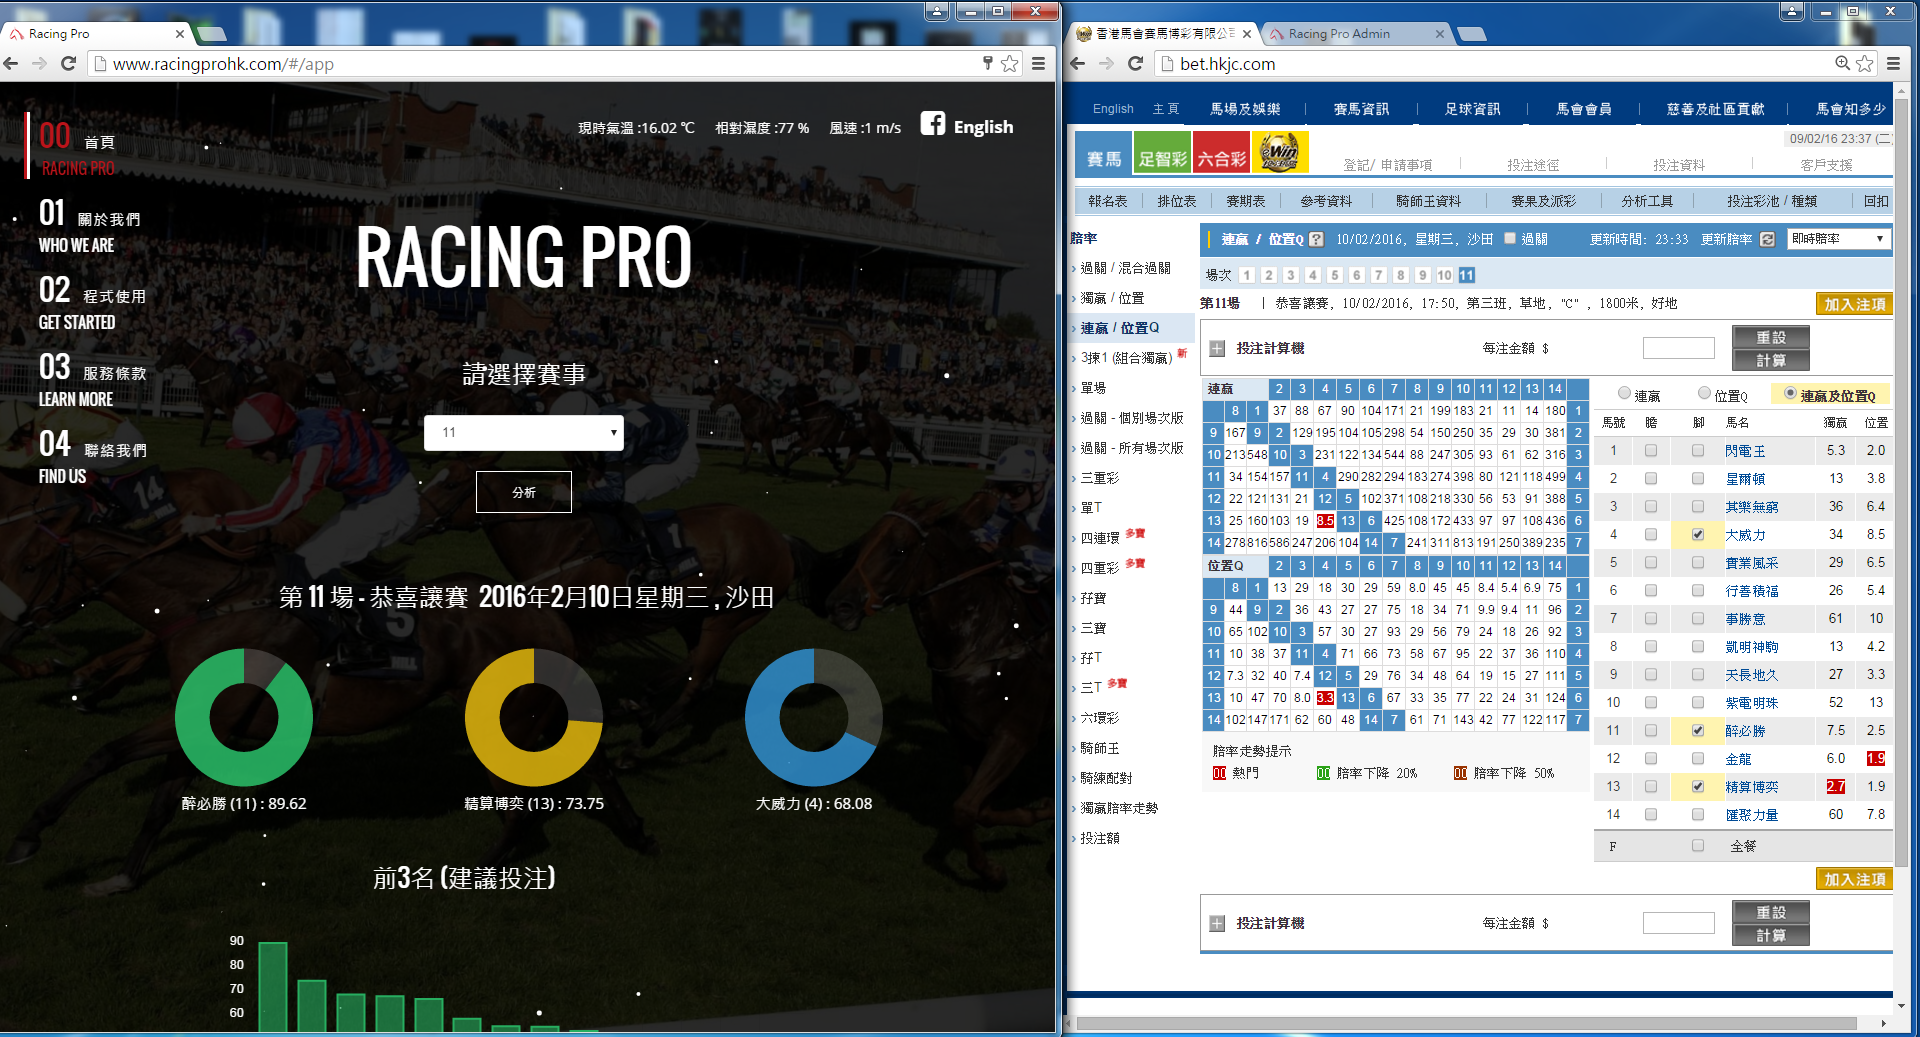 Racing Pro
www.racingprohk.com/#/app
00 首頁
RACING PRO
01 關於我們
WHO WE ARE
02 程式使用
GET STARTED
03 服務條款
LEARN MORE
04 聯絡我們
FIND US
現時氣溫 :16.02 ℃ 相對濕度 :77 % 風速 :1 m/s English
RACING PRO
請選擇賽事
11
分析
第 11 場 - 恭喜讓賽 2016年2月10日星期三 , 沙田
醉必勝 (11) : 89.62
精算博奕 (13) : 73.75
大威力 (4) : 68.08
前3名 (建議投注)
90
80
70
60
香港馬會賽馬博彩有限公司
Racing Pro Admin
bet.hkjc.com
English 主頁 馬場及娛樂 賽馬資訊 足球資訊 馬會會員 慈善及社區貢獻 馬會知多少
09/02/16 23:37 (二)
賽馬 足智彩 六合彩 eWin
登記/ 申請事項 投注途徑 投注資料 客戶支援
報名表 排位表 賽期表 參考資料 騎師王資料 賽果及派彩 分析工具 投注彩池 / 種類 回扣
賠率
過關 / 混合過關
獨贏 / 位置
連贏 / 位置Q
3揀1 (組合獨贏) 新
單場
過關 - 個別場次版
過關 - 所有場次版
三重彩
單T
四連環 多寶
四重彩 多寶
孖寶
三寶
孖T
三T 多寶
六環彩
騎師王
騎練配對
獨贏賠率走勢
投注額
連贏 / 位置Q ? 10/02/2016, 星期三, 沙田 過關 更新時間: 23:33 更新賠率 即時賠率
場次 1 2 3 4 5 6 7 8 9 10 11
第11場 | 恭喜讓賽, 10/02/2016, 17:50, 第三班, 草地, "C" , 1800米, 好地 加入注項
投注計算機 每注金額 $ 重設
計算
連贏 2 3 4 5 6 7 8 9 10 11 12 13 14
8 1 37 88 67 90 104 171 21 199 183 21 11 14 180 1
9 167 9 2 129 195 104 105 298 54 150 250 35 29 30 381 2
10 213 548 10 3 231 122 134 544 88 247 305 93 61 62 316 3
11 34 154 157 11 4 290 282 294 183 274 398 80 121 118 499 4
12 22 121 131 21 12 5 102 371 108 218 330 56 53 91 388 5
13 25 160 103 19 8.5 13 6 425 108 172 433 97 97 108 436 6
14 278 816 586 247 206 104 14 7 241 311 813 191 250 389 235 7
位置Q 2 3 4 5 6 7 8 9 10 11 12 13 14
8 1 13 29 18 30 29 59 8.0 45 45 8.4 5.4 6.9 75 1
9 44 9 2 36 43 27 27 75 18 34 71 9.9 9.4 11 96 2
10 65 102 10 3 57 30 27 93 29 56 79 24 18 26 92 3
11 10 38 37 11 4 71 66 73 58 67 95 22 37 36 110 4
12 7.3 32 40 7.4 12 5 29 76 34 48 64 19 15 27 111 5
13 10 47 70 8.0 3.3 13 6 67 33 35 77 22 24 31 124 6
14 102 147 171 62 60 48 14 7 61 71 143 42 77 122 117 7
賠率走勢提示
00 熱門 00 賠率下降 20% 00 賠率下降 50%
連贏 位置Q 連贏及位置Q
馬號 膽 腳 馬名 獨贏 位置
1 閃電王 5.3 2.0
2 星爾頓 13 3.8
3 其樂無窮 36 6.4
4 大威力 34 8.5
5 實業風采 29 6.5
6 行善積福 26 5.4
7 事勝意 61 10
8 凱明神駒 13 4.2
9 天長地久 27 3.3
10 紫電明珠 52 13
11 醉必勝 7.5 2.5
12 金龍 6.0 1.9
13 精算博奕 2.7 1.9
14 匯聚力量 60 7.8
F 全餐
加入注項
投注計算機 每注金額 $ 重設
計算